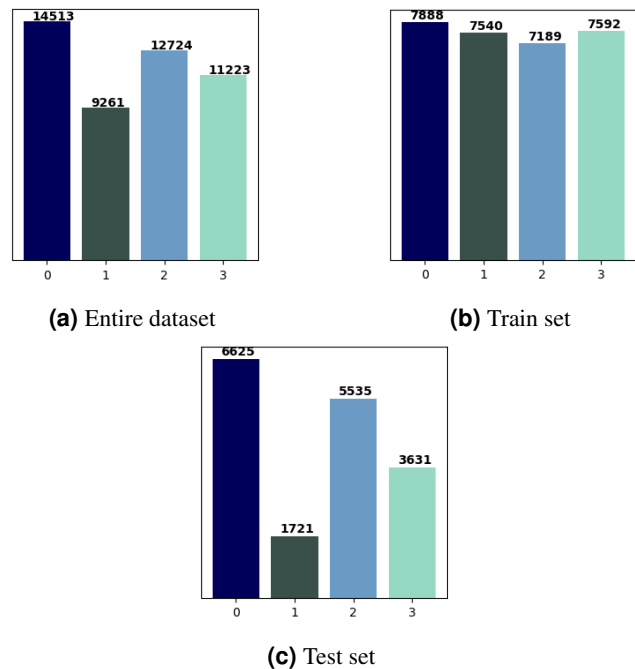 14513
9261
12724
11223
0 1 2 3
(a) Entire dataset
7888
7540
7189
7592
0 1 2 3
(b) Train set
6625
1721
5535
3631
0 1 2 3
(c) Test set